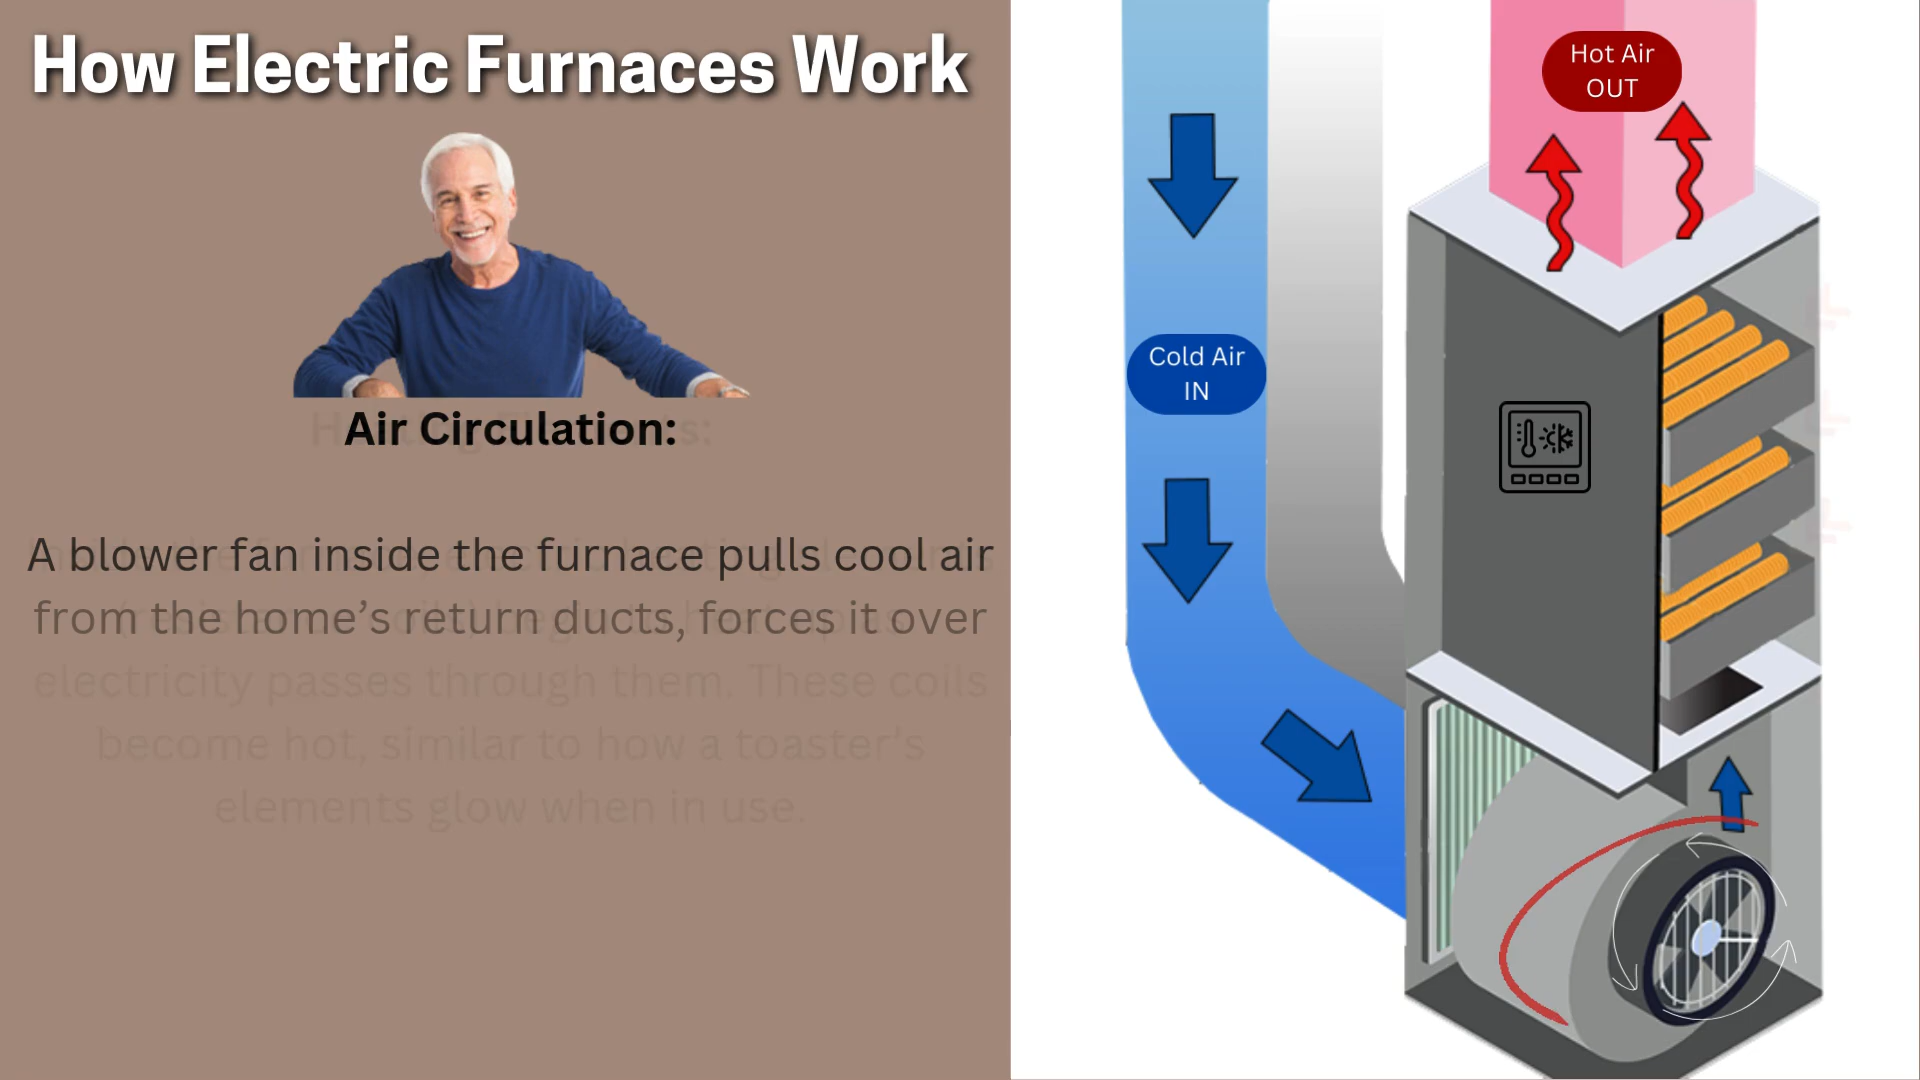 How Electric Furnaces Work
Air Circulation:
A blower fan inside the furnace pulls cool air
from the home’s return ducts, forces it over
electricity passes through them. These coils
become hot, similar to how a toaster's
elements glow when in use.
Hot Air
OUT
Cold Air
IN